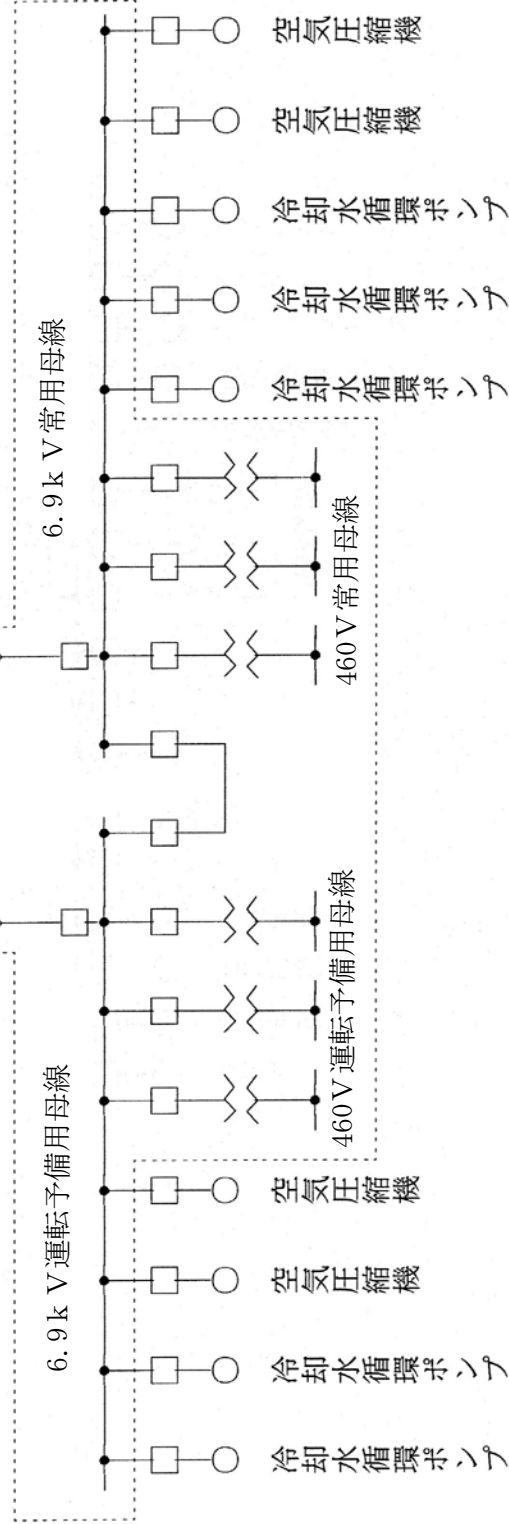 6.9kV運転予備用母線
6.9kV常用母線
460V運転予備用母線
460V常用母線
冷却水循環ポンプ
冷却水循環ポンプ
空気圧縮機
空気圧縮機
冷却水循環ポンプ
冷却水循環ポンプ
冷却水循環ポンプ
空気圧縮機
空気圧縮機